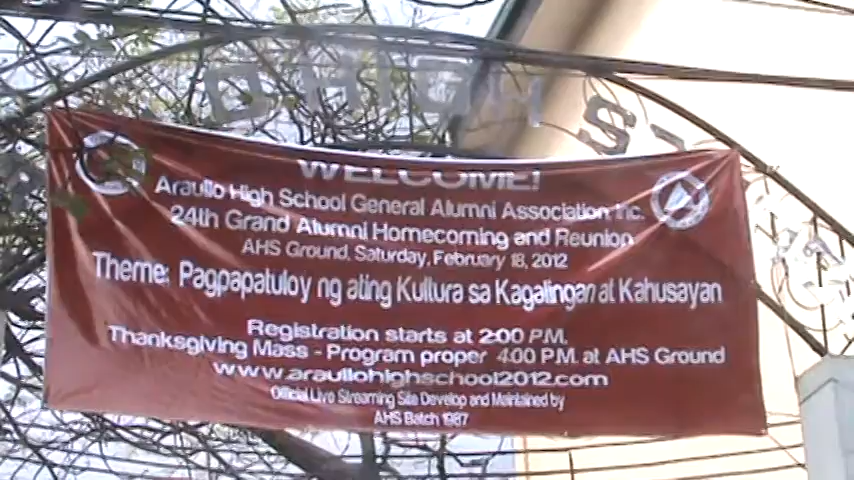 O HIGH S
WELCOME!
Araullo High School General Alumni Association Inc.
24th Grand Alumni Homecoming and Reunion
AHS Ground, Saturday, February 18, 2012
Theme: Pagpapatuloy ng ating Kultura sa Kagalingan at Kahusayan
Registration starts at 2:00 P.M.
Thanksgiving Mass - Program proper 4:00 P.M. at AHS Ground
www.araullohighschool2012.com
Official Live Streaming Site Develop and Maintained by
AHS Batch 1987